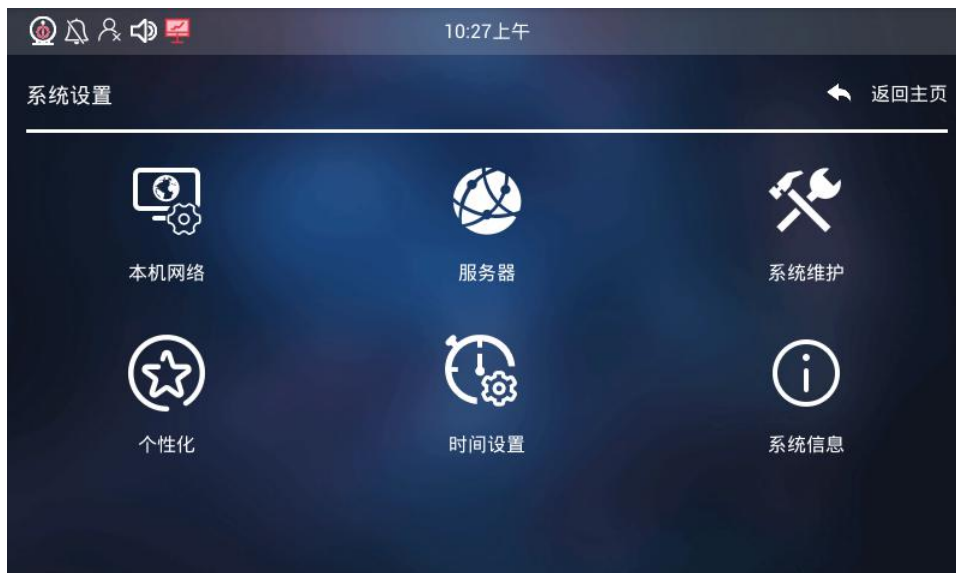 10:27上午
系统设置
返回主页
本机网络
服务器
系统维护
个性化
时间设置
系统信息